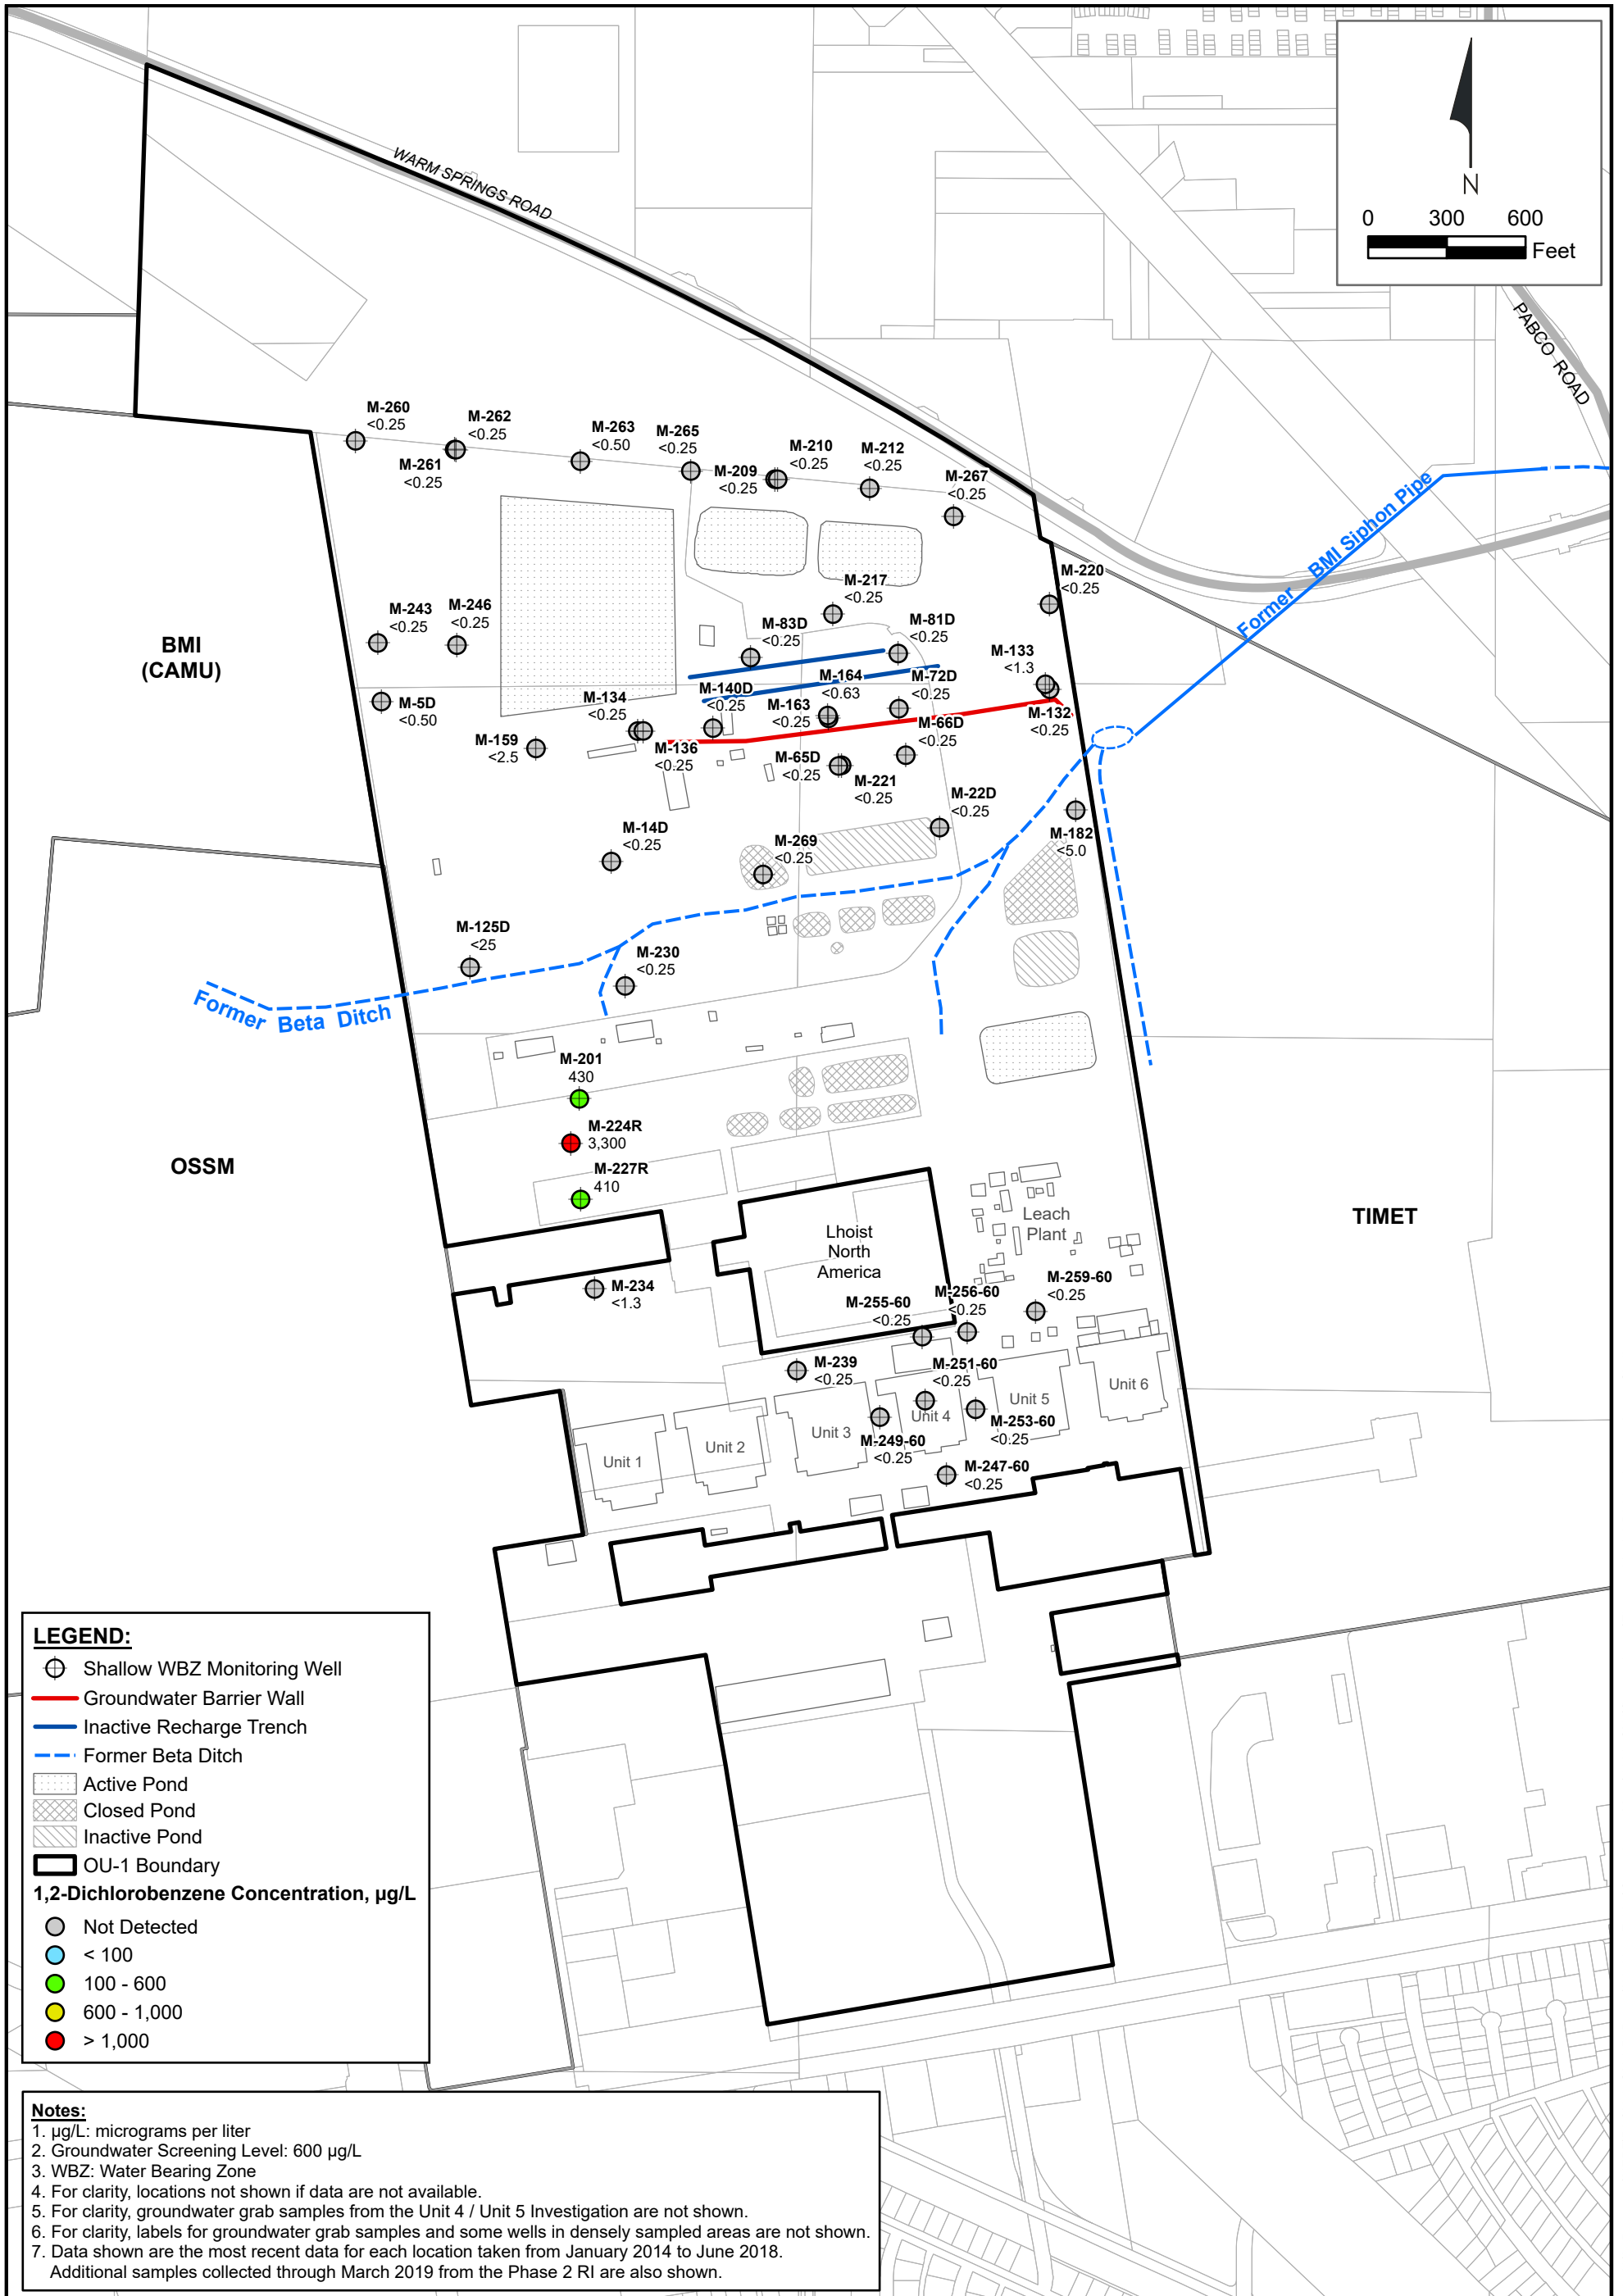 WARM SPRINGS ROAD
N
0 300 600
Feet
PABCO ROAD
M-260
<0.25
M-262
<0.25
M-261
<0.25
M-263
<0.50
M-265
<0.25
M-209
<0.25
M-210
<0.25
M-212
<0.25
M-267
<0.25
Former BMI Siphon Pipe
M-220
<0.25
M-217
<0.25
M-243
<0.25
M-246
<0.25
M-83D
<0.25
M-81D
<0.25
BMI
(CAMU)
M-133
<1.3
M-5D
<0.50
M-134
<0.25
M-140D
<0.25
M-164
<0.63
M-72D
<0.25
M-163
<0.25
M-132
<0.25
M-159
<2.5
M-136
<0.25
M-66D
<0.25
M-65D
<0.25
M-221
<0.25
M-22D
<0.25
M-182
<5.0
M-14D
<0.25
M-269
<0.25
M-125D
<25
M-230
<0.25
Former Beta Ditch
M-201
430
M-224R
3,300
M-227R
410
OSSM
TIMET
Leach
Plant
Lhoist
North
America
M-234
<1.3
M-259-60
<0.25
M-256-60
<0.25
M-255-60
<0.25
M-239
<0.25
M-251-60
<0.25
Unit 6
Unit 5
Unit 4
M-253-60
<0.25
Unit 3
M-249-60
<0.25
Unit 2
Unit 1
M-247-60
<0.25
LEGEND:
Shallow WBZ Monitoring Well
Groundwater Barrier Wall
Inactive Recharge Trench
Former Beta Ditch
Active Pond
Closed Pond
Inactive Pond
OU-1 Boundary
1,2-Dichlorobenzene Concentration, µg/L
Not Detected
< 100
100 - 600
600 - 1,000
> 1,000
Notes:
1. µg/L: micrograms per liter
2. Groundwater Screening Level: 600 µg/L
3. WBZ: Water Bearing Zone
4. For clarity, locations not shown if data are not available.
5. For clarity, groundwater grab samples from the Unit 4 / Unit 5 Investigation are not shown.
6. For clarity, labels for groundwater grab samples and some wells in densely sampled areas are not shown.
7. Data shown are the most recent data for each location taken from January 2014 to June 2018.
Additional samples collected through March 2019 from the Phase 2 RI are also shown.